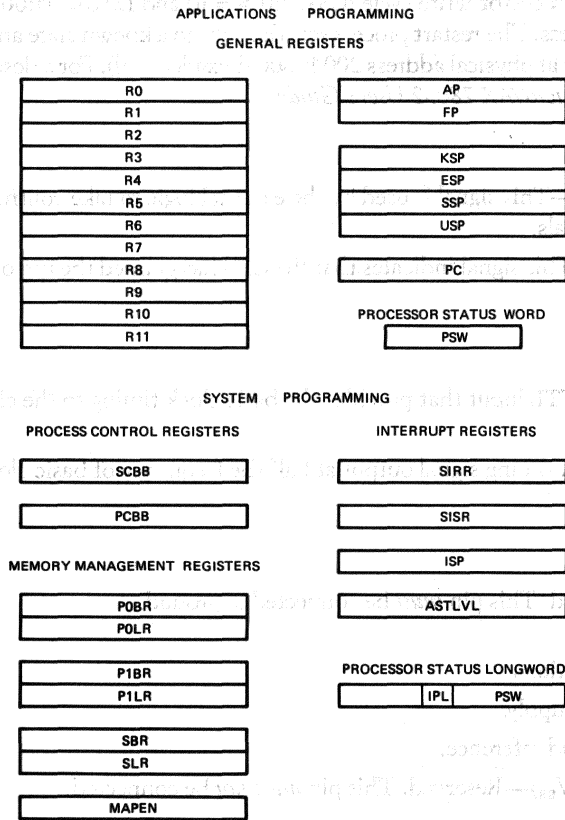 APPLICATIONS PROGRAMMING
GENERAL REGISTERS
R0
R1
R2
R3
R4
R5
R6
R7
R8
R9
R10
R11
AP
FP
KSP
ESP
SSP
USP
PC
PROCESSOR STATUS WORD
PSW
SYSTEM PROGRAMMING
PROCESS CONTROL REGISTERS
SCBB
PCBB
MEMORY MANAGEMENT REGISTERS
P0BR
P0LR
P1BR
P1LR
SBR
SLR
MAPEN
INTERRUPT REGISTERS
SIRR
SISR
ISP
ASTLVL
PROCESSOR STATUS LONGWORD
IPL PSW